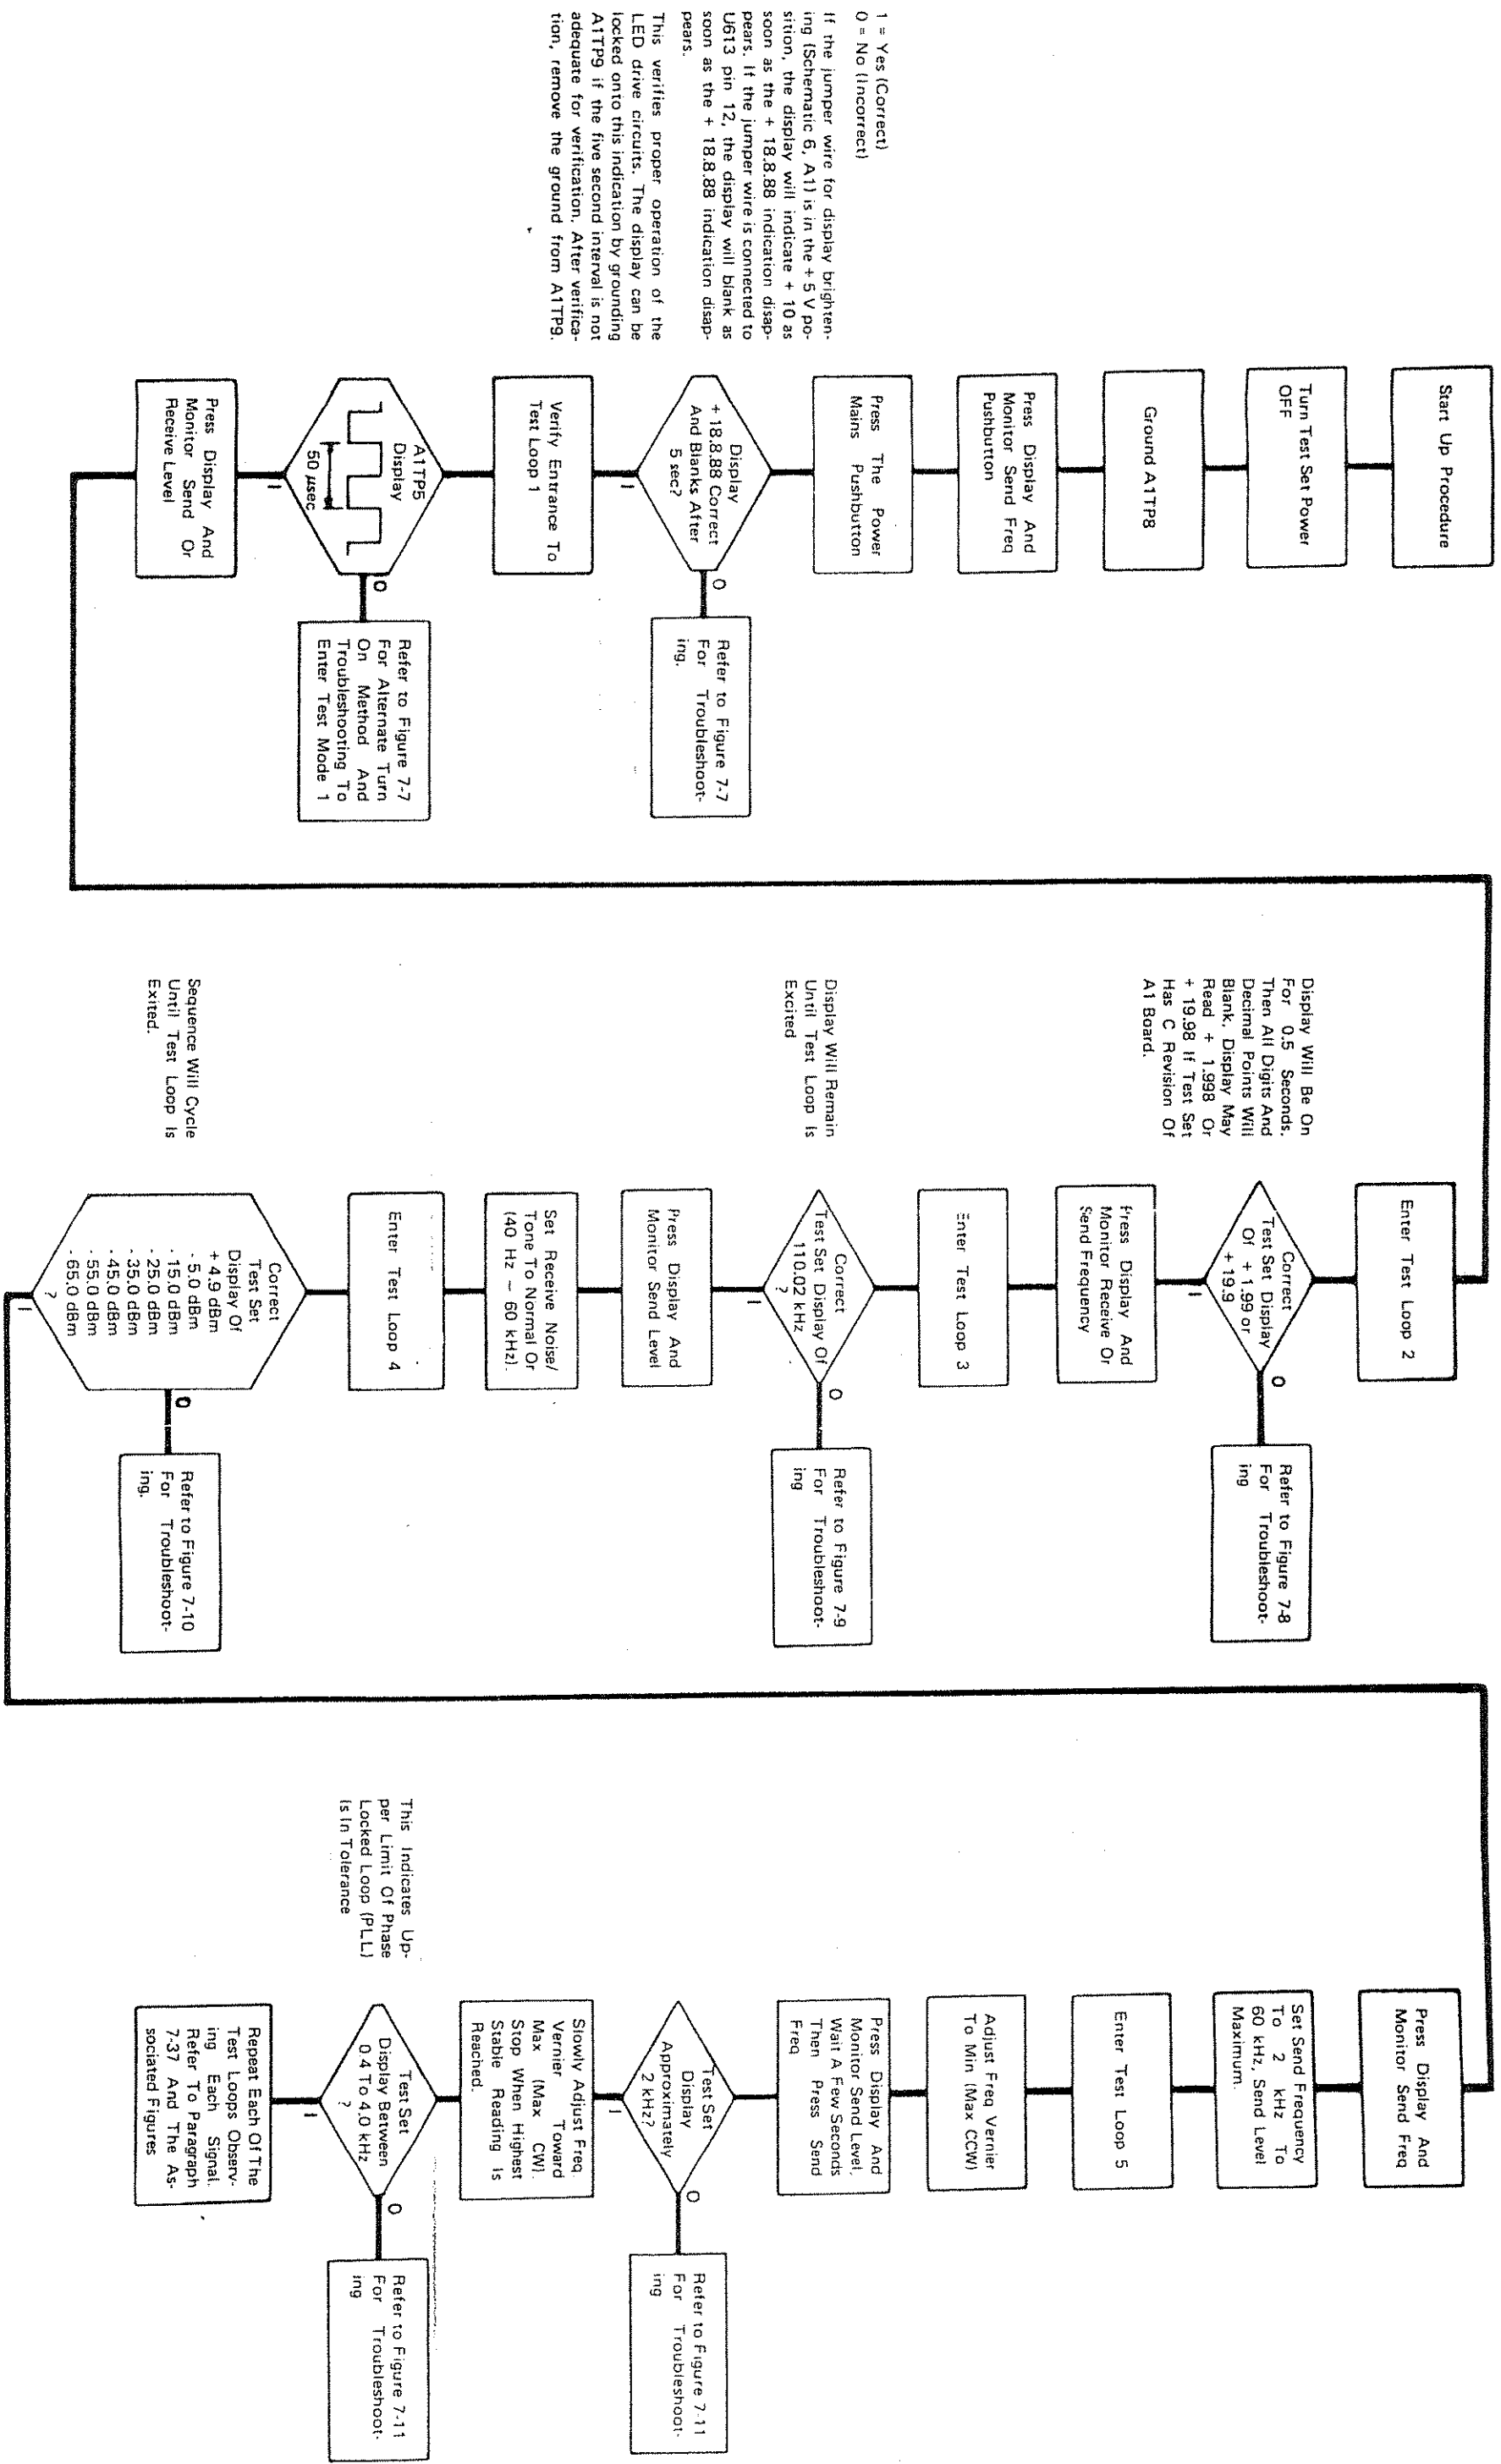 1 = Yes (Correct)
0 = No (Incorrect)
If the jumper wire for display brighten-
ing (Schematic 6, A1) is in the + 5 V po-
sition, the display will indicate + 10 as
soon as the + 18.8.88 indication disap-
pears. If the jumper wire is connected to
U613 pin 12, the display will blank as
soon as the + 18.8.88 indication disap-
pears.
This verifies proper operation of the
LED drive circuits. The display can be
locked onto this indication by grounding
A1TP9 if the five second interval is not
adequate for verification. After verifica-
tion, remove the ground from A1TP9.
Start Up Procedure
Turn Test Set Power
OFF
Ground A1TP8
Press Display And
Monitor Send Freq
Pushbutton
Press The Power
Mains Pushbutton
Display
+ 18.8.88 Correct
And Blanks After
5 sec?
0
Refer to Figure 7-7
For Troubleshoot-
ing.
1
Verify Entrance To
Test Loop 1
A1TP5
Display
50 µsec
0
Refer to Figure 7-7
For Alternate Turn
On Method And
Troubleshooting To
Enter Test Mode 1
1
Press Display And
Monitor Send Or
Receive Level
Enter Test Loop 2
Display Will Be On
For 0.5 Seconds.
Then All Digits And
Decimal Points Will
Blank. Display May
Read + 1.998 Or
+ 19.98 If Test Set
Has C Revision Of
A1 Board.
Correct
Test Set Display
Of + 1.99 or
+ 19.9
0
Refer to Figure 7-8
For Troubleshoot-
ing
1
Press Display And
Monitor Receive Or
Send Frequency
Enter Test Loop 3
Display Will Remain
Until Test Loop Is
Excited
Correct
Test Set Display Of
110.02 kHz
?
0
Refer to Figure 7-9
For Troubleshoot-
ing
1
Press Display And
Monitor Send Level
Set Receive Noise/
Tone To Normal Or
(40 Hz - 60 kHz).
Enter Test Loop 4
Sequence Will Cycle
Until Test Loop Is
Exited.
Correct
Test Set
Display Of
+ 4.9 dBm
- 5.0 dBm
- 15.0 dBm
- 25.0 dBm
- 35.0 dBm
- 45.0 dBm
- 55.0 dBm
- 65.0 dBm
?
0
Refer to Figure 7-10
For Troubleshoot-
ing.
1
Press Display And
Monitor Send Freq
Set Send Frequency
To 2 kHz To
60 kHz, Send Level
Maximum.
Enter Test Loop 5
Adjust Freq Vernier
To Min (Max CCW)
Press Display And
Monitor Send Level,
Wait A Few Seconds
Then Press Send
Freq
Test Set
Display
Approximately
2 kHz?
0
Refer to Figure 7-11
For Troubleshoot-
ing
1
Slowly Adjust Freq
Vernier Toward
Max (Max CW).
Stop When Highest
Stable Reading Is
Reached.
This Indicates Up-
per Limit Of Phase
Locked Loop (PLL)
Is In Tolerance
Test Set
Display Between
0.4 To 4.0 kHz
?
0
Refer to Figure 7-11
For Troubleshoot-
ing
1
Repeat Each Of The
Test Loops Observ-
ing Each Signal.
Refer To Paragraph
7-37 And The As-
sociated Figures